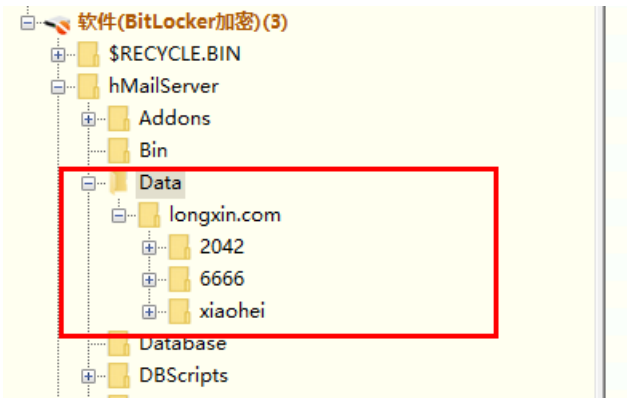 软件(BitLocker加密)(3)
$RECYCLE.BIN
hMailServer
Addons
Bin
Data
longxin.com
2042
6666
xiaohei
Database
DBScripts